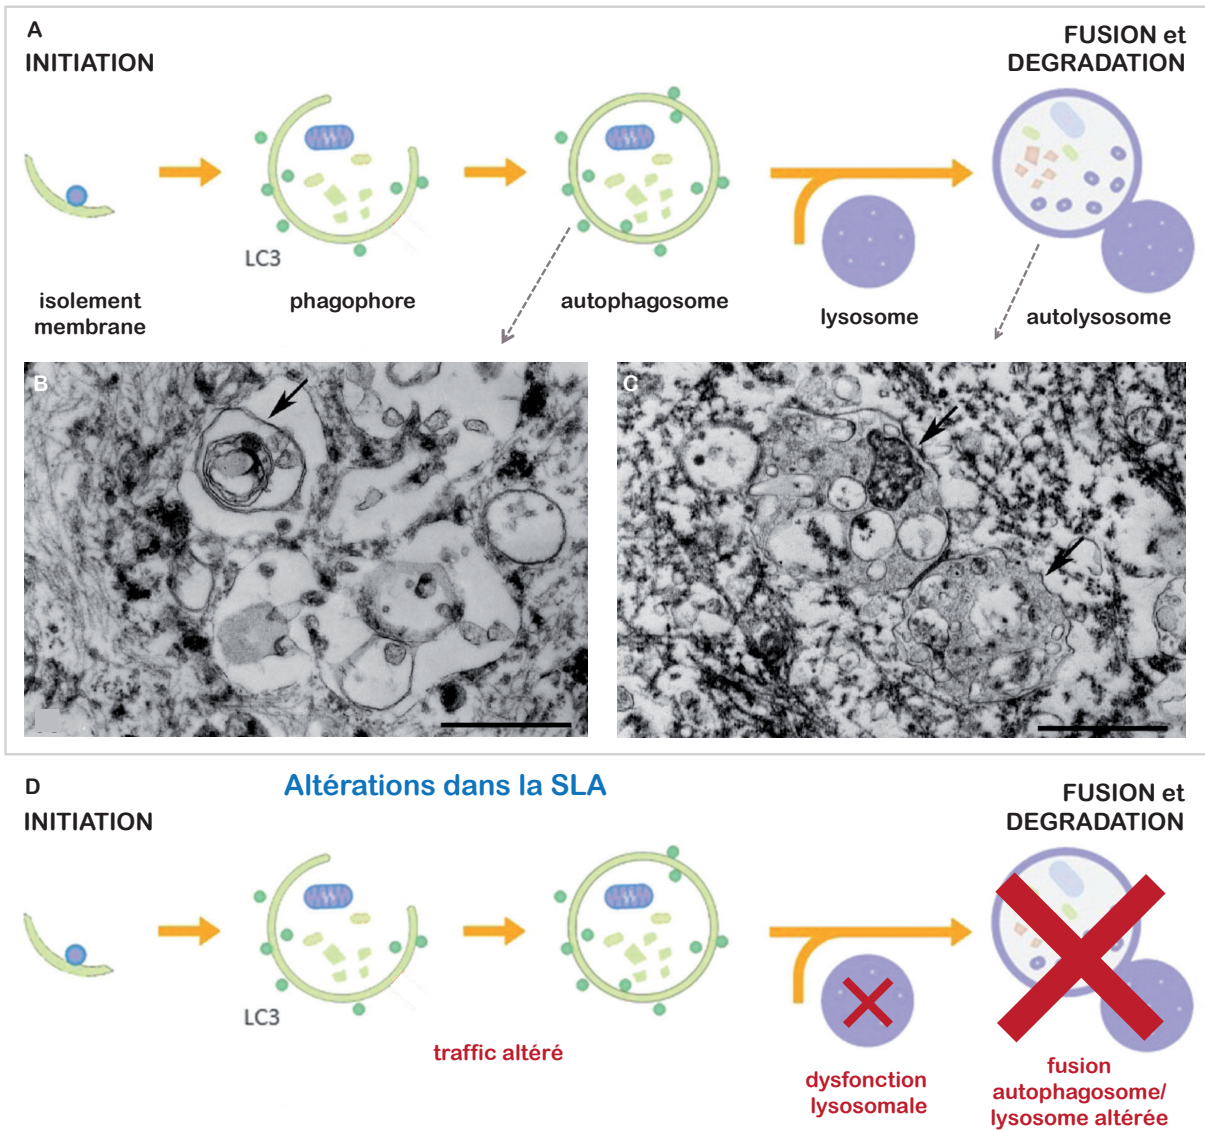 A
INITIATION
FUSION et
DEGRADATION
LC3
isolement
membrane
phagophore
autophagosome
lysosome
autolysosome
B
C
D
Altérations dans la SLA
INITIATION
FUSION et
DEGRADATION
LC3
traffic altéré
dysfonction
lysosomale
fusion
autophagosome/
lysosome altérée